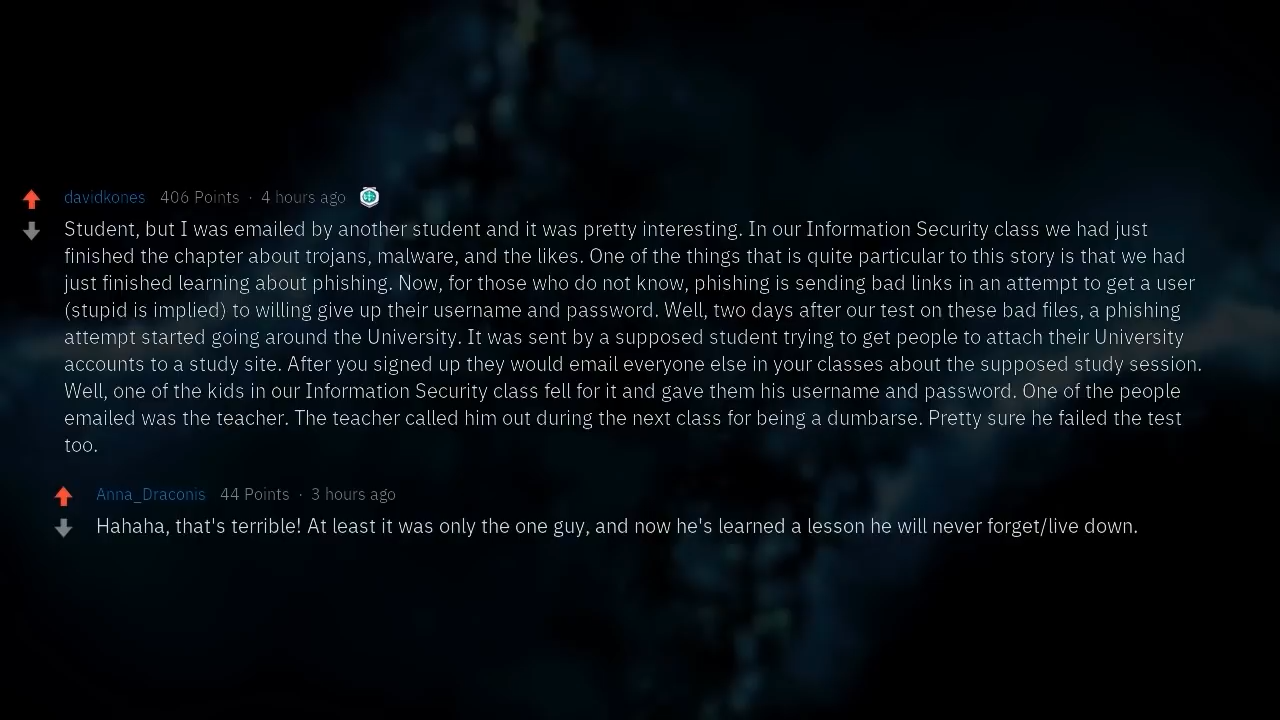 davidkones 406 Points · 4 hours ago
Student, but I was emailed by another student and it was pretty interesting. In our Information Security class we had just
finished the chapter about trojans, malware, and the likes. One of the things that is quite particular to this story is that we had
just finished learning about phishing. Now, for those who do not know, phishing is sending bad links in an attempt to get a user
(stupid is implied) to willing give up their username and password. Well, two days after our test on these bad files, a phishing
attempt started going around the University. It was sent by a supposed student trying to get people to attach their University
accounts to a study site. After you signed up they would email everyone else in your classes about the supposed study session.
Well, one of the kids in our Information Security class fell for it and gave them his username and password. One of the people
emailed was the teacher. The teacher called him out during the next class for being a dumbarse. Pretty sure he failed the test
too.
Anna_Draconis 44 Points · 3 hours ago
Hahaha, that's terrible! At least it was only the one guy, and now he's learned a lesson he will never forget/live down.